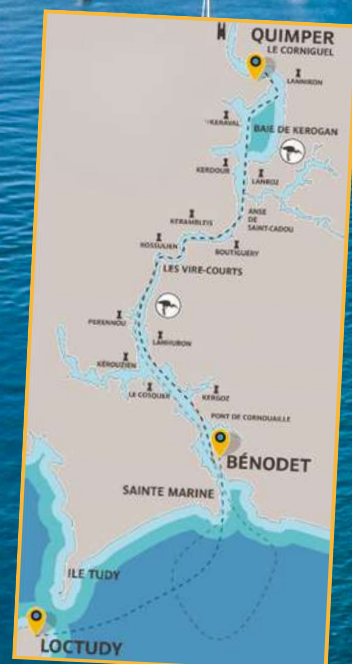 QUIMPER
LE CORNIGUEL
LANNIRON
KERAVAL
BAIE DE KEROGAN
KERDOUR
LANROZ
ANSE
DE
SAINT-CADOU
KERAMBLEIS
ROSSULIEN
BOUTIGUÉRY
LES VIRE-COURTS
PERENNOU
LANHURON
KÉROUZIEN
LE COSQUER
KERGOZ
PONT DE CORNOUAILLE
BÉNODET
SAINTE MARINE
ILE TUDY
LOCTUDY